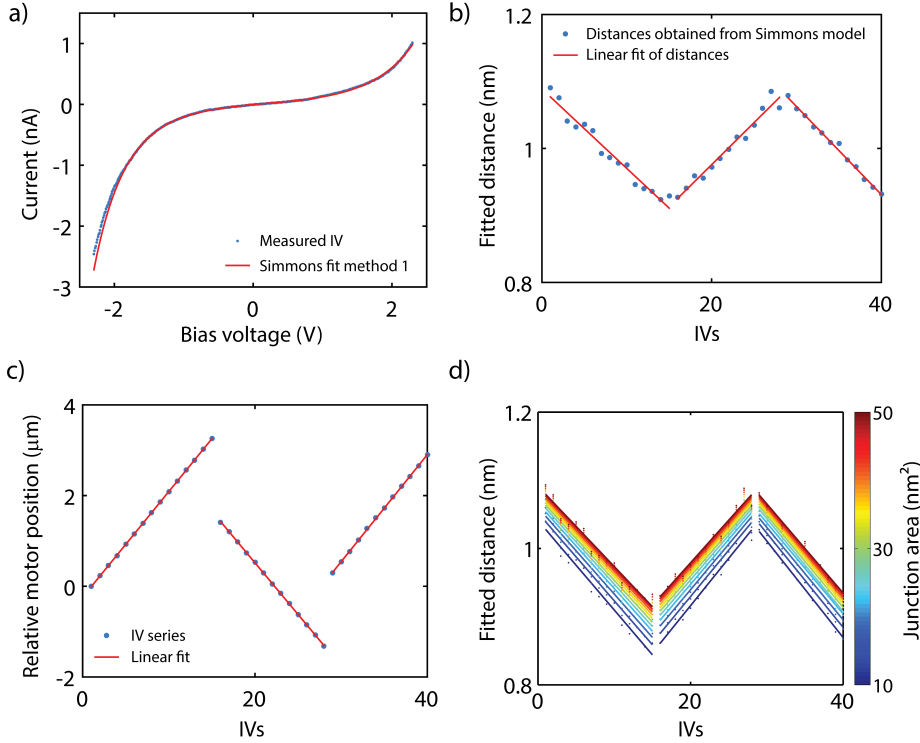 a)
1
0
-1
-2
-3
Current (nA)
Measured IV
Simmons fit method 1
-2
0
2
Bias voltage (V)
b)
1.2
1
0.8
Fitted distance (nm)
Distances obtained from Simmons model
Linear fit of distances
0
20
40
IVs
c)
4
2
0
-2
Relative motor position (μm)
IV series
Linear fit
0
20
40
IVs
d)
1.2
1
0.8
Fitted distance (nm)
0
20
40
IVs
50
30
10
Junction area (nm²)